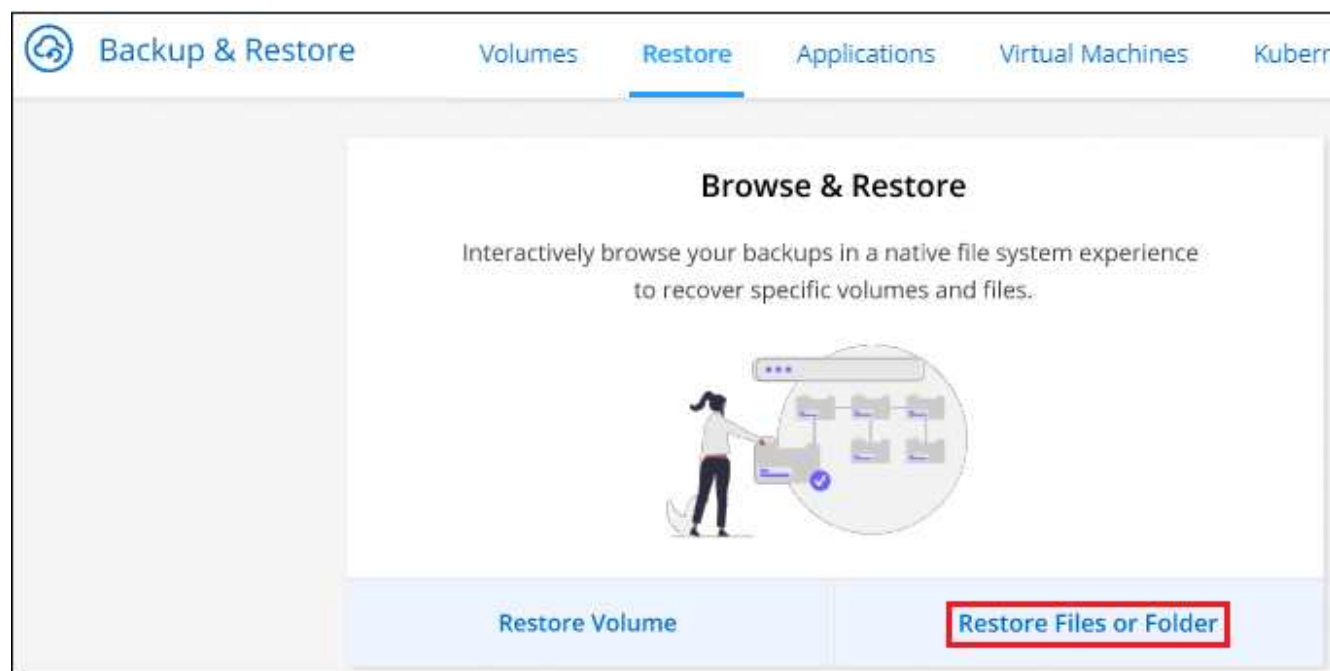 Backup & Restore Volumes Restore Applications Virtual Machines Kubern
Browse & Restore
Interactively browse your backups in a native file system experience
to recover specific volumes and files.
Restore Volume Restore Files or Folder